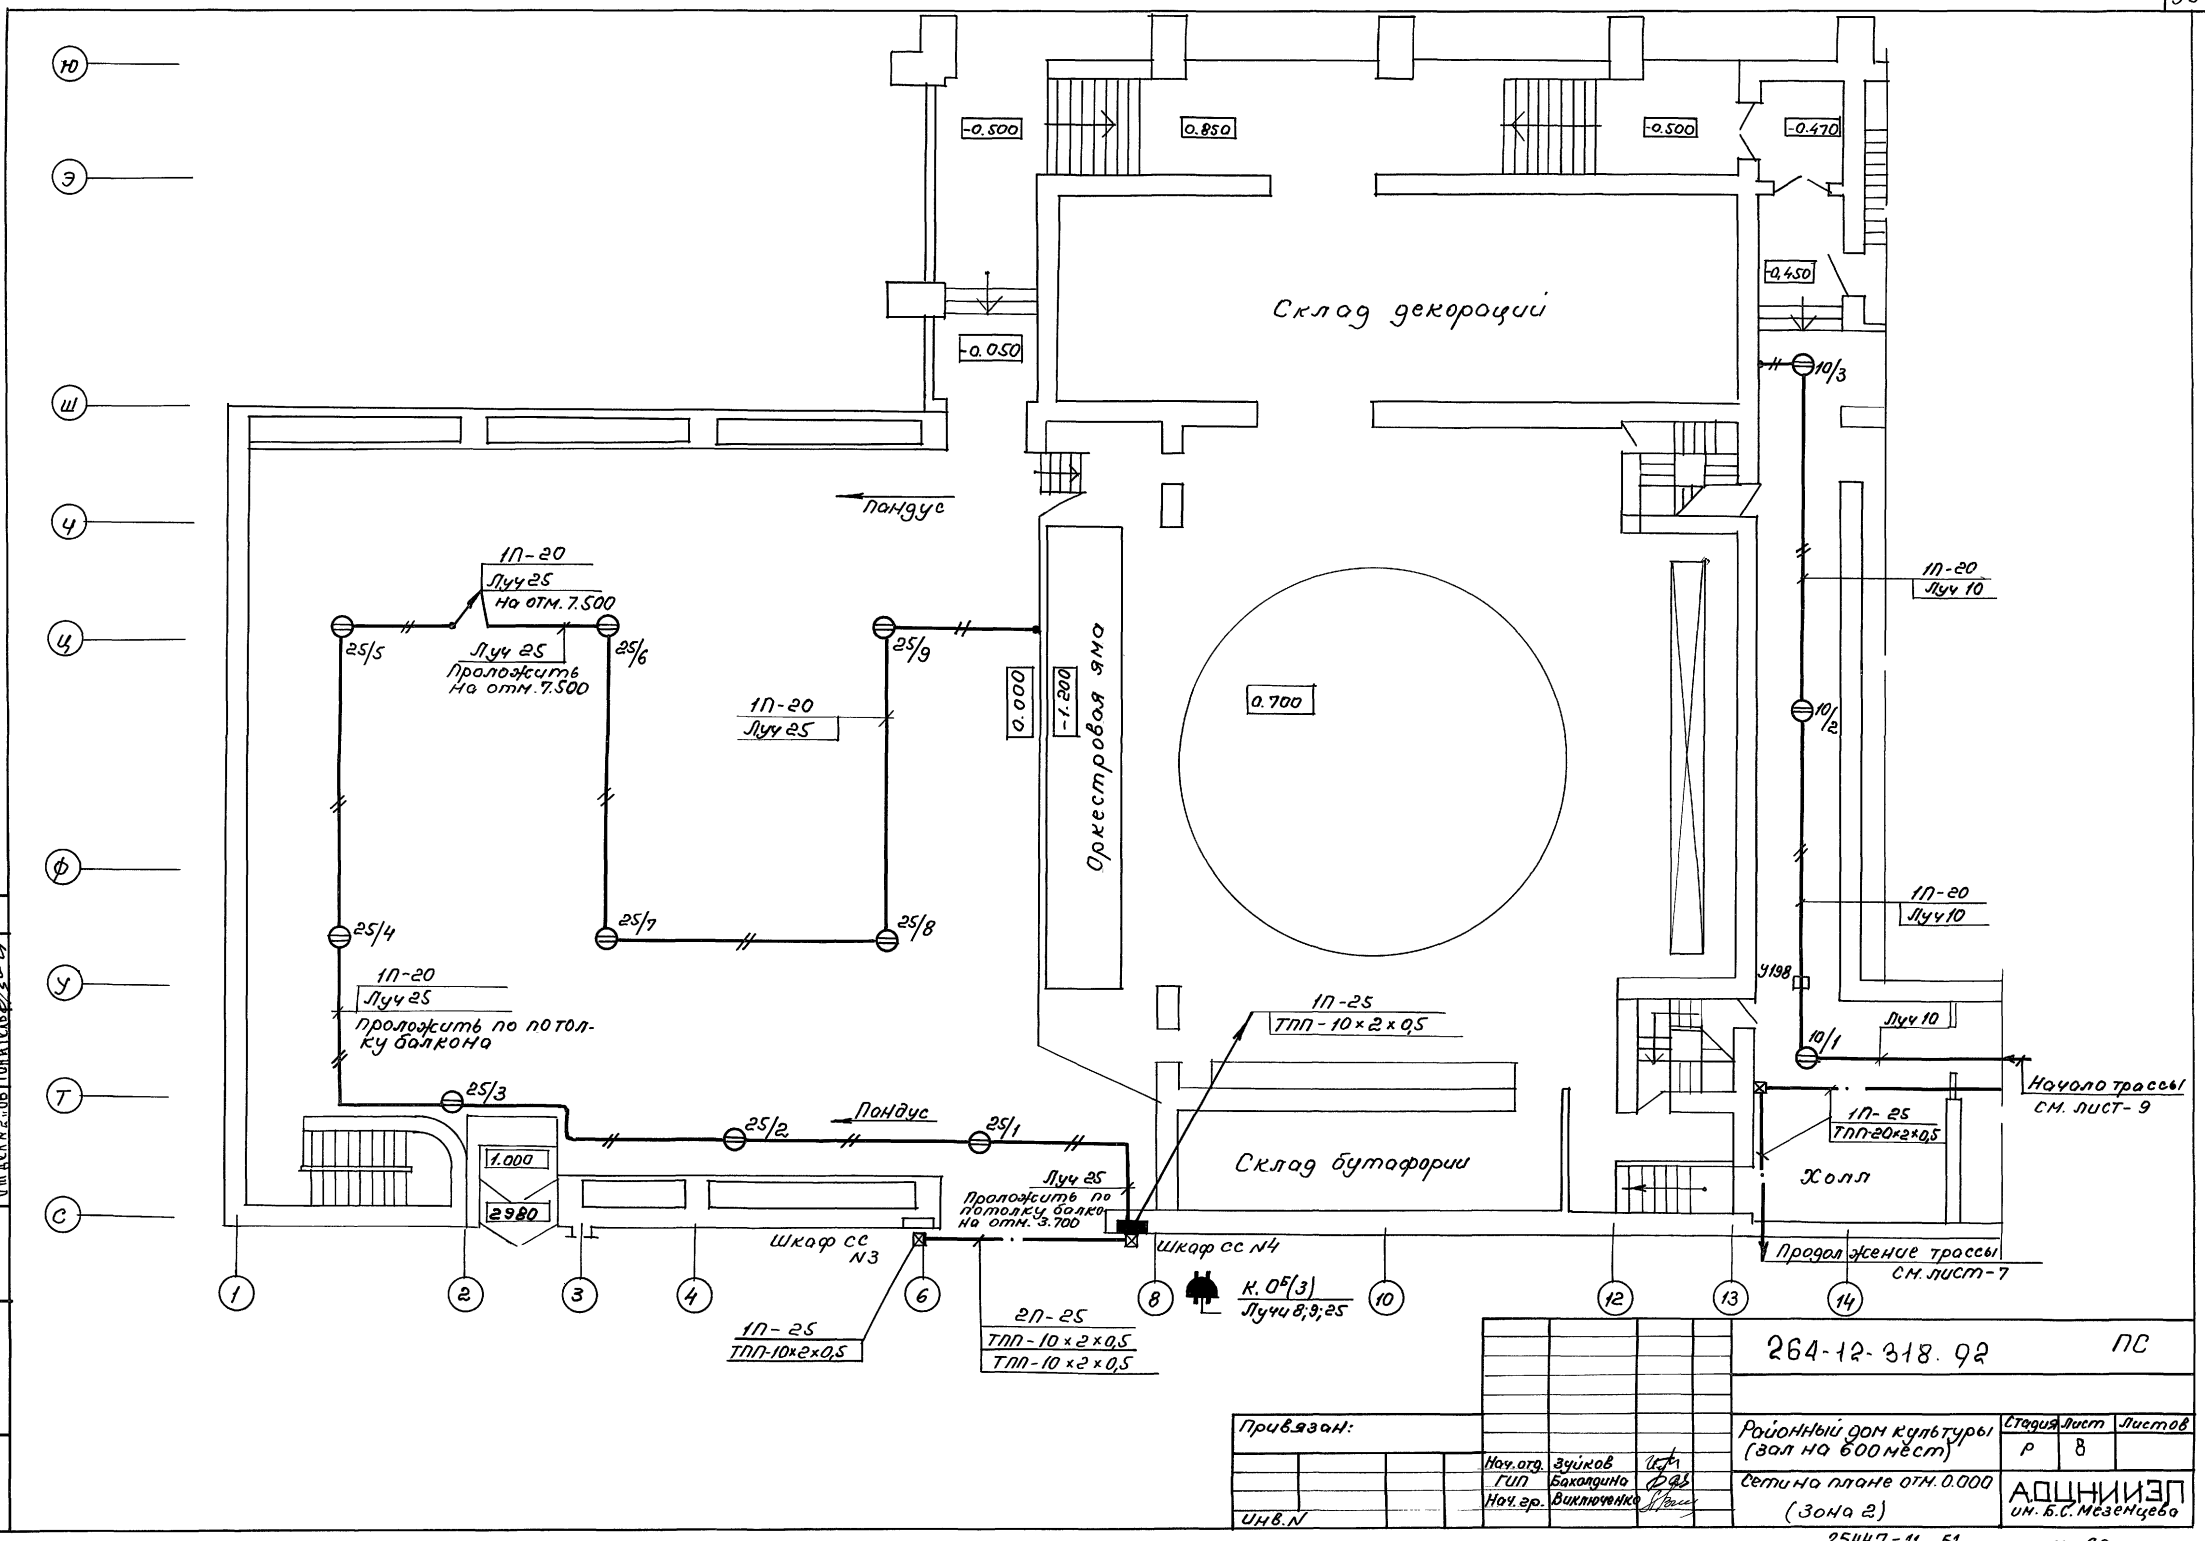 Ю
-0.500
0.850
-0.500
-0.470
Э
-0,450
Склад декораций
-0.050
10/3
Ш
Пандус
Ч
1П-20
Луч 25
на отм. 7.500
1П-20
Луч 10
Ц
25/5
Луч 25
Проложить
на отм. 7.500
25/6
25/9
0.000
-1.200
Оркестровая яма
0.700
1П-20
Луч 25
10/2
Ф
1П-20
Луч 10
25/4
25/7
25/8
У
1П-20
Луч 25
Проложить по потол-
ку балкона
У198
1П-25
ТПП-10×2×0,5
Луч 10
10/1
Т
25/3
Пандус
25/2
25/1
Начало трассы
см. лист-9
1П-25
ТПП-20×2×0,5
1.000
2980
Луч 25
Проложить по
потолку балко-
на отм. 3.700
Склад бутафории
Холл
С
Шкаф СС
N3
Шкаф СС N4
Продолжение трассы
см. лист-7
1
2
3
4
6
8
10
12
13
14
К. О⁵(3)
Лучи 8;9;25
1П-25
ТПП-10×2×0,5
2П-25
ТПП-10×2×0,5
ТПП-10×2×0,5
264-12-318.92
ПС
Привязан:
Инв.N
Нач.отд. Зуйков
ГИП Бахолдина
Нач.гр. Виключенко
Районный дом культуры
(зал на 600 мест)
Стадия Лист Листов
Р 8
Сети на плане отм. 0.000
(Зона 2)
АОЦНИИЭП
им. Б.С. Мезенцева